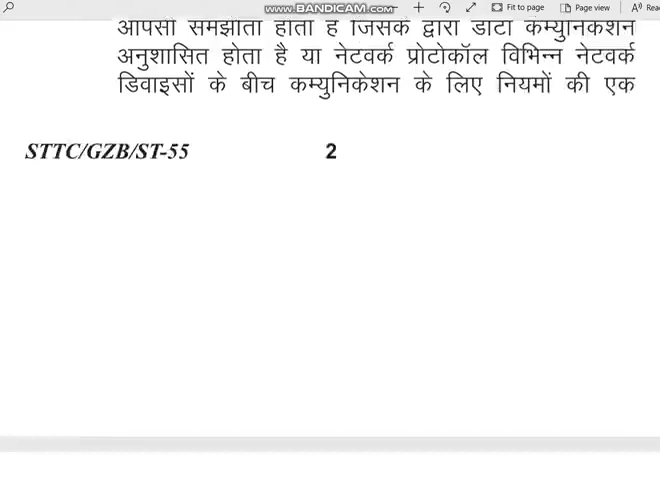 www.BANDICAM.com
Fit to page Page view Rea
आपसी समझौता होता है जिसके द्वारा डाटा कम्युनिकेशन
अनुशासित होता है या नेटवर्क प्रोटोकॉल विभिन्न नेटवर्क
डिवाइसों के बीच कम्युनिकेशन के लिए नियमों की एक
STTC/GZB/ST-55 2